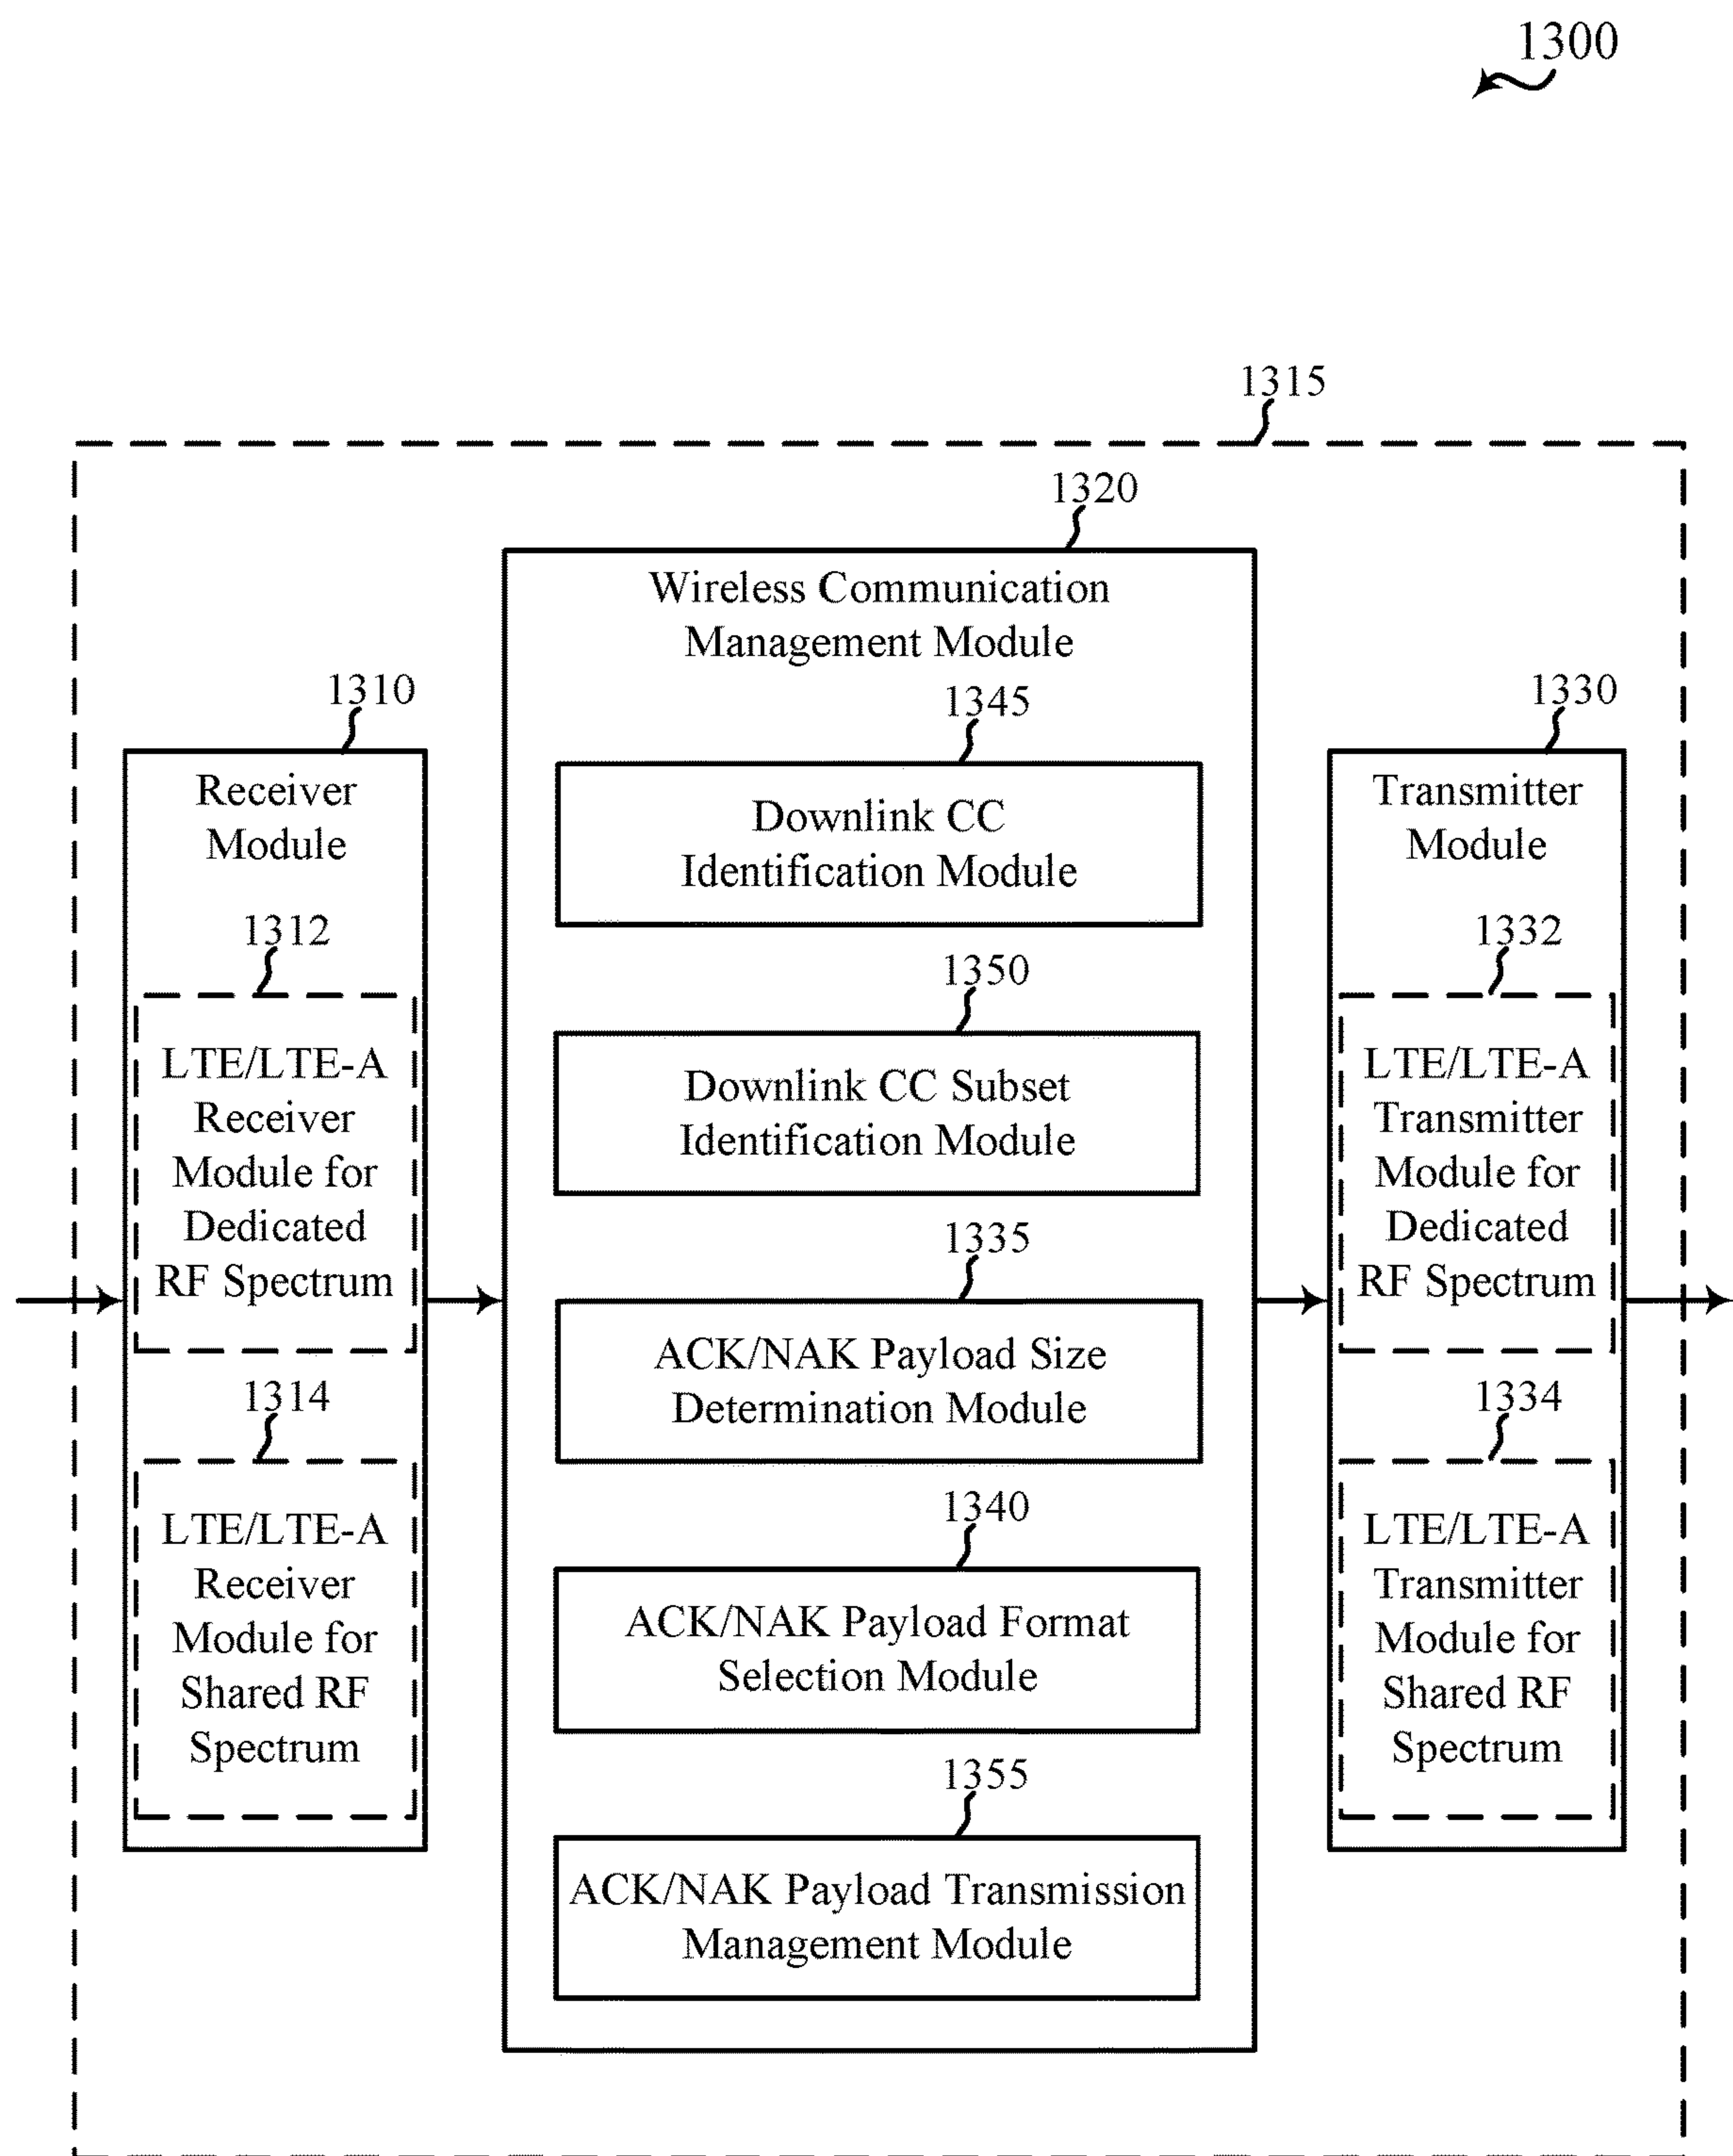 1300
1315
1320
Wireless Communication
Management Module
1310
Receiver
Module
1312
LTE/LTE-A
Receiver
Module for
Dedicated
RF Spectrum
1314
LTE/LTE-A
Receiver
Module for
Shared RF
Spectrum
1345
Downlink CC
Identification Module
1350
Downlink CC Subset
Identification Module
1335
ACK/NAK Payload Size
Determination Module
1340
ACK/NAK Payload Format
Selection Module
1355
ACK/NAK Payload Transmission
Management Module
1330
Transmitter
Module
1332
LTE/LTE-A
Transmitter
Module for
Dedicated
RF Spectrum
1334
LTE/LTE-A
Transmitter
Module for
Shared RF
Spectrum